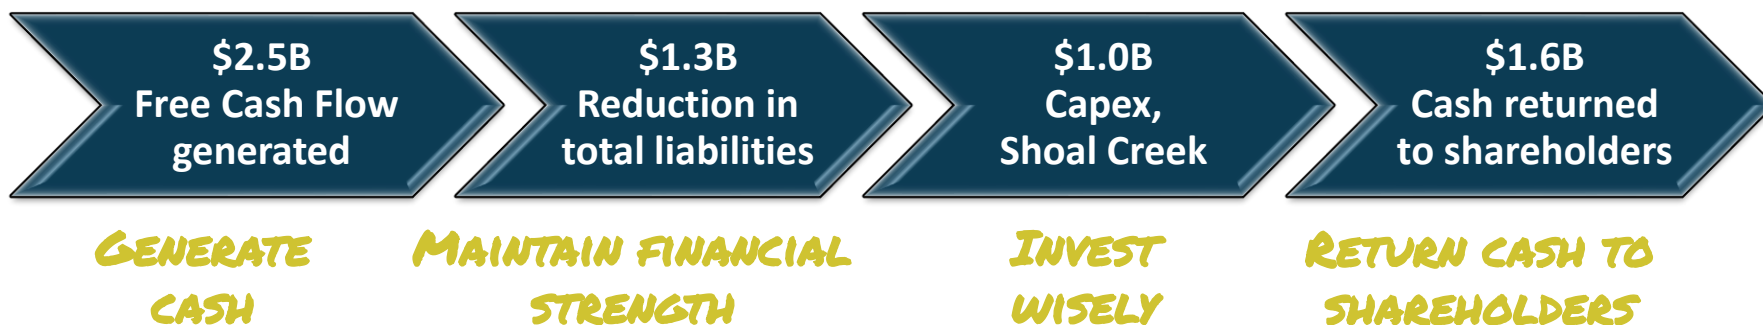 $2.5B
Free Cash Flow
generated
$1.3B
Reduction in
total liabilities
$1.0B
Capex,
Shoal Creek
$1.6B
Cash returned
to shareholders
GENERATE
CASH
MAINTAIN FINANCIAL
STRENGTH
INVEST
WISELY
RETURN CASH TO
SHAREHOLDERS